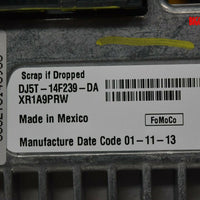 Scrap if Dropped
DJ5T-14F239-DA
XR1A9PRW
Made in Mexico
FoMoCo
Manufacture Date Code 01-11-13